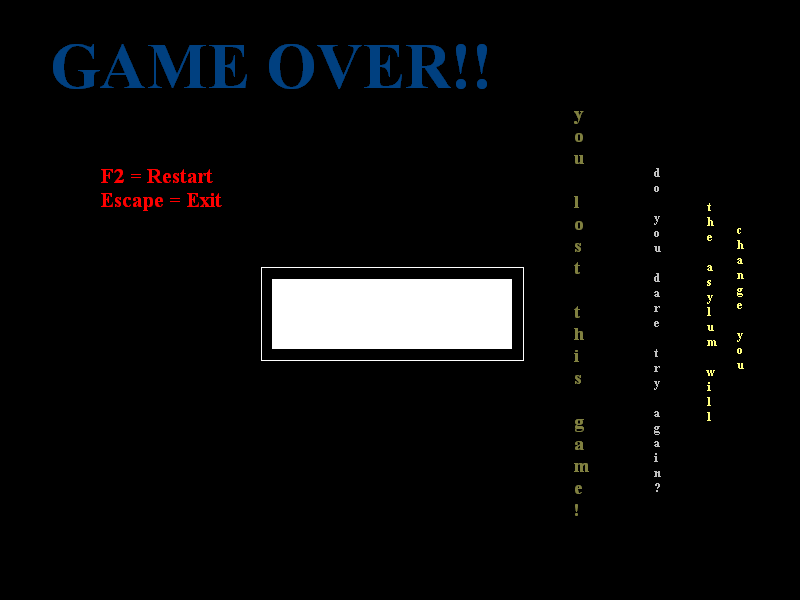 GAME OVER!!
F2 = Restart
Escape = Exit
you lost this game!
do you dare try again?
the asylum will
change you